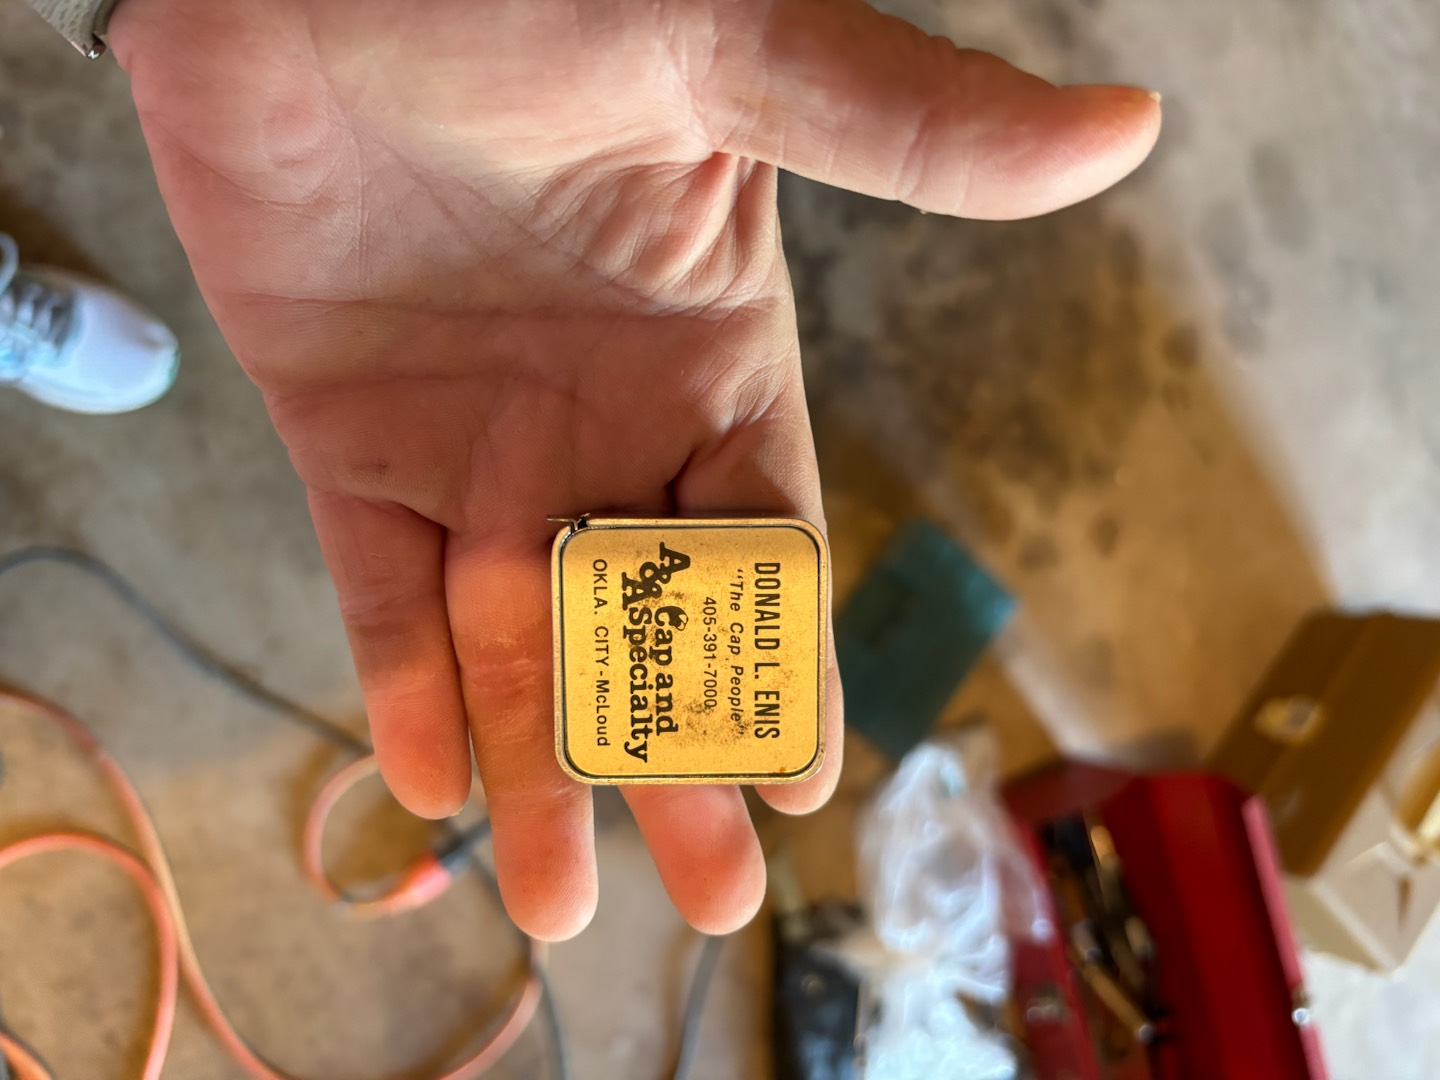 DONALD L. ENIS
"The Cap People"
405-391-7000
A&A Cap and
Specialty
OKLA. CITY - McLoud